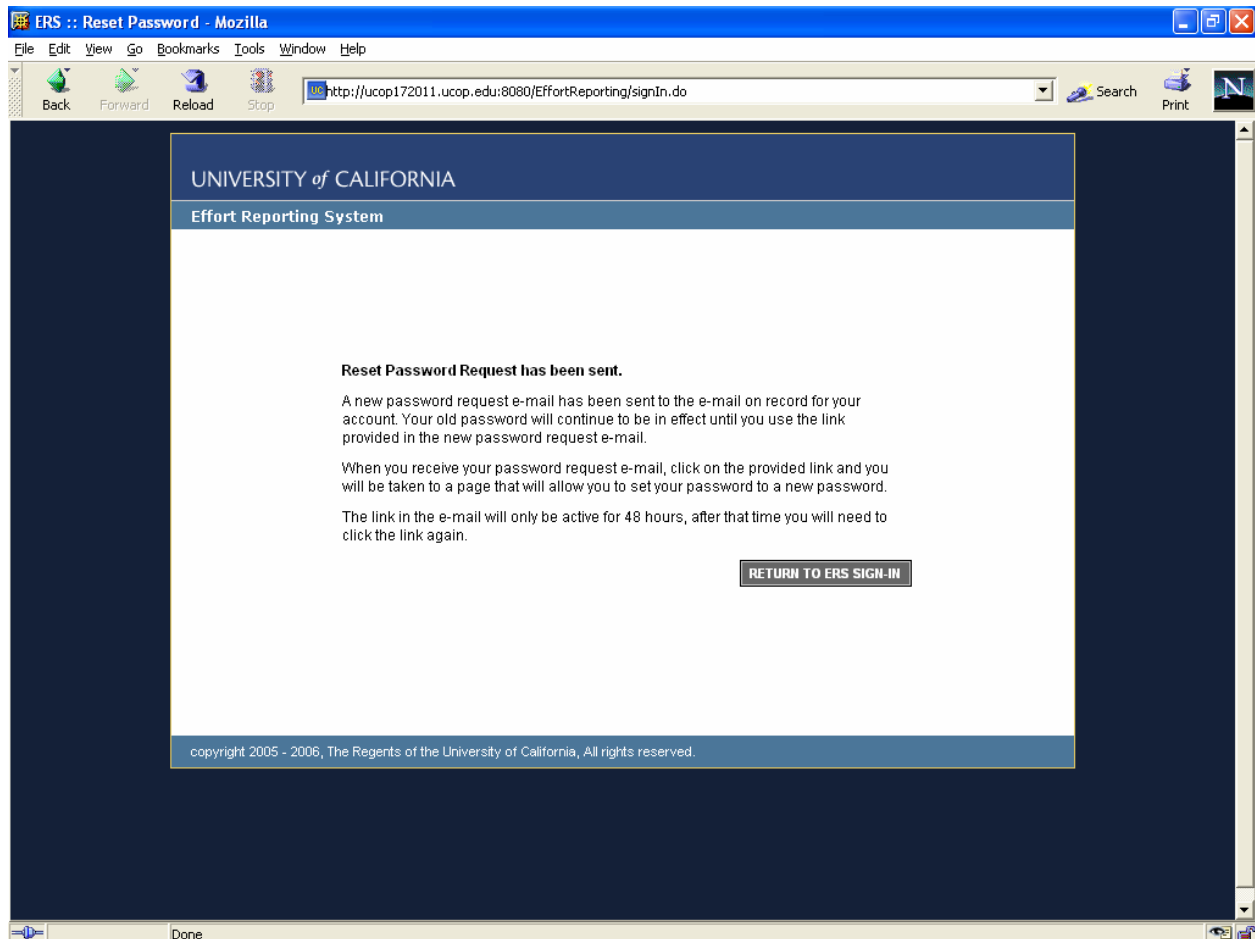 ERS :: Reset Password - Mozilla
File Edit View Go Bookmarks Tools Window Help
Back Forward Reload Stop UC http://ucop172011.ucop.edu:8080/EffortReporting/signIn.do Search Print N
UNIVERSITY of CALIFORNIA
Effort Reporting System
Reset Password Request has been sent.
A new password request e-mail has been sent to the e-mail on record for your
account. Your old password will continue to be in effect until you use the link
provided in the new password request e-mail.
When you receive your password request e-mail, click on the provided link and you
will be taken to a page that will allow you to set your password to a new password.
The link in the e-mail will only be active for 48 hours, after that time you will need to
click the link again.
RETURN TO ERS SIGN-IN
copyright 2005 - 2006, The Regents of the University of California, All rights reserved.
Done